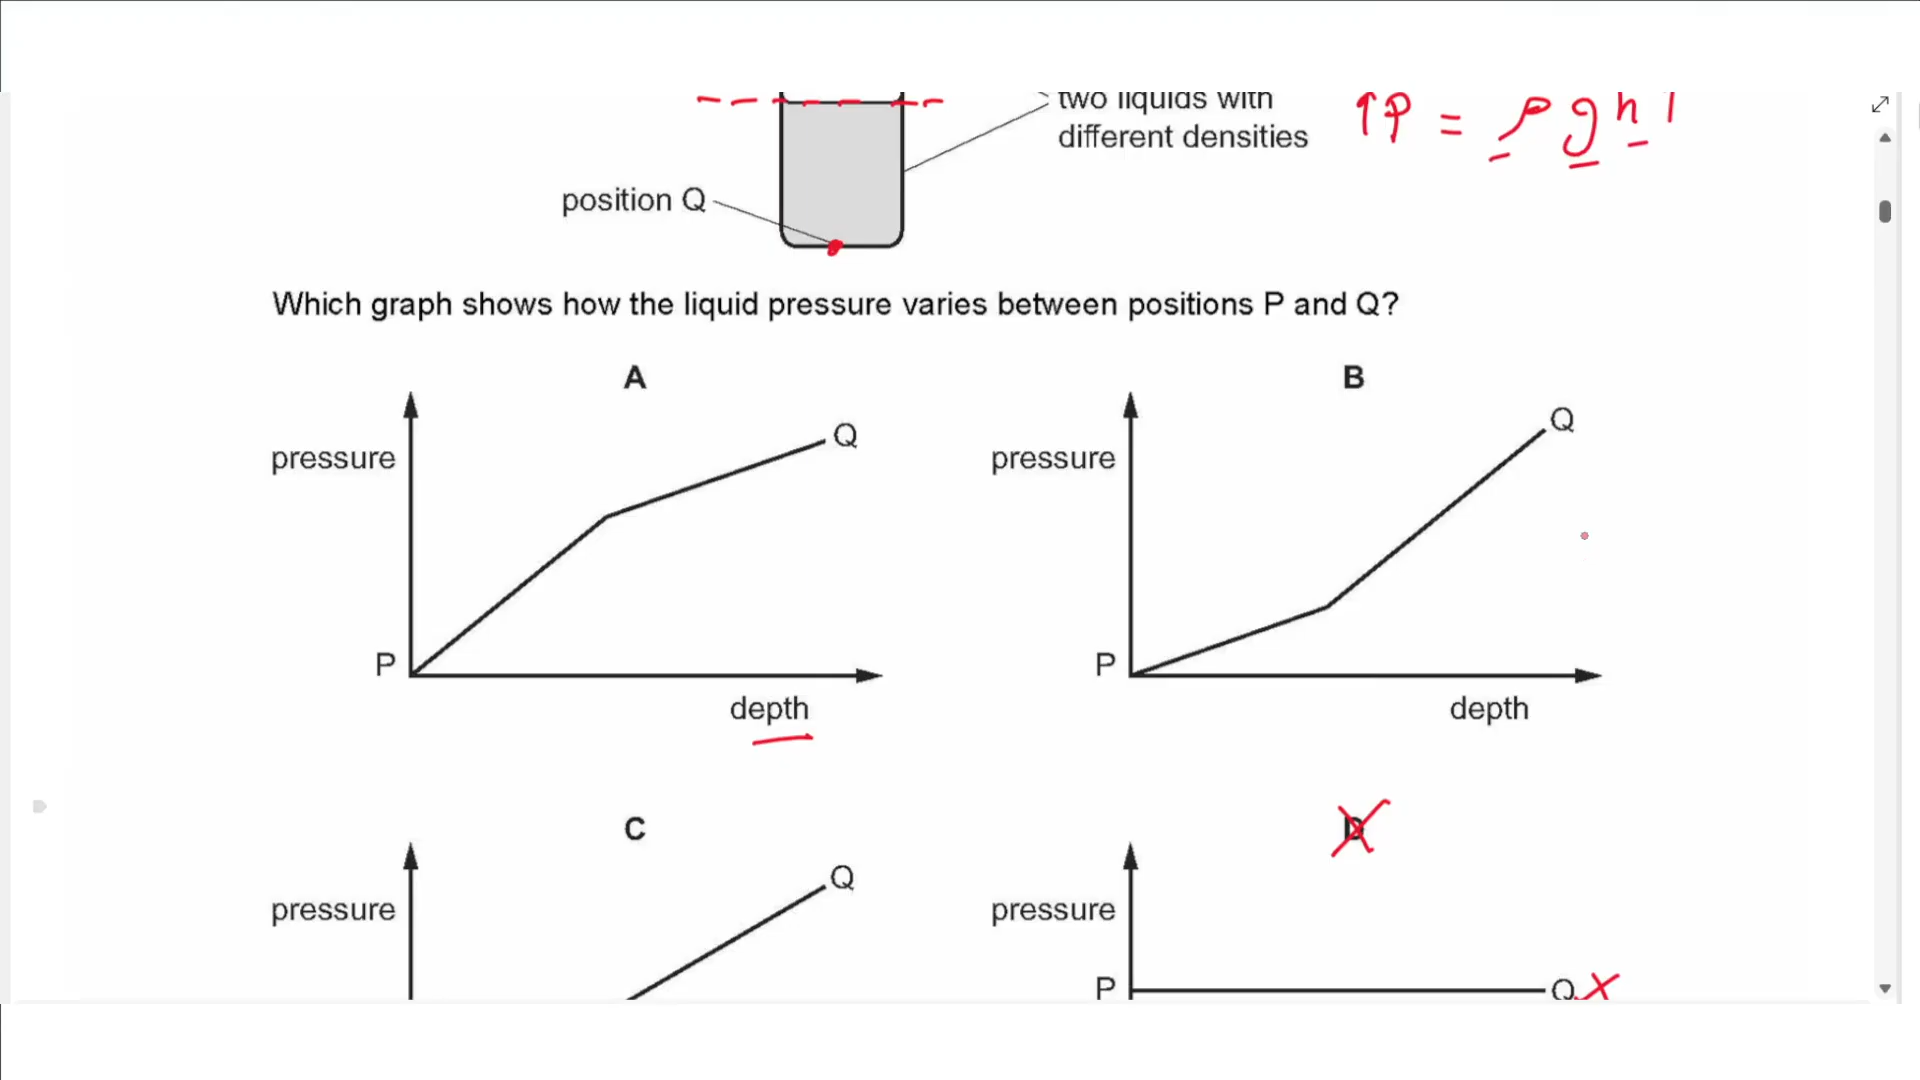 two liquids with
different densities
↑P = ρgh↑
position Q
Which graph shows how the liquid pressure varies between positions P and Q?
A
pressure
Q
P
depth
B
pressure
Q
P
depth
C
pressure
Q
D
pressure
P
Q